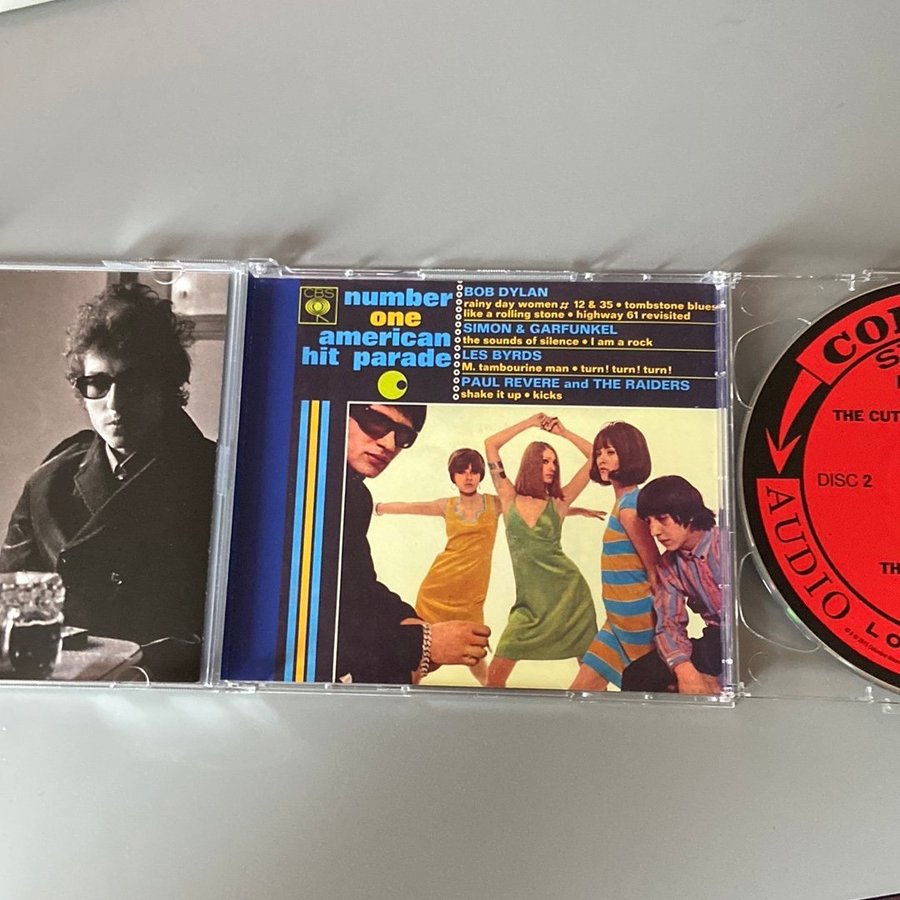 CBS
number
one
american
hit parade
BOB DYLAN
rainy day women # 12 & 35 • tombstone blues
like a rolling stone • highway 61 revisited
SIMON & GARFUNKEL
the sounds of silence • I am a rock
LES BYRDS
M. tambourine man • turn! turn! turn!
PAUL REVERE and THE RAIDERS
shake it up • kicks
THE CUT
DISC 2
TH
AUDIO